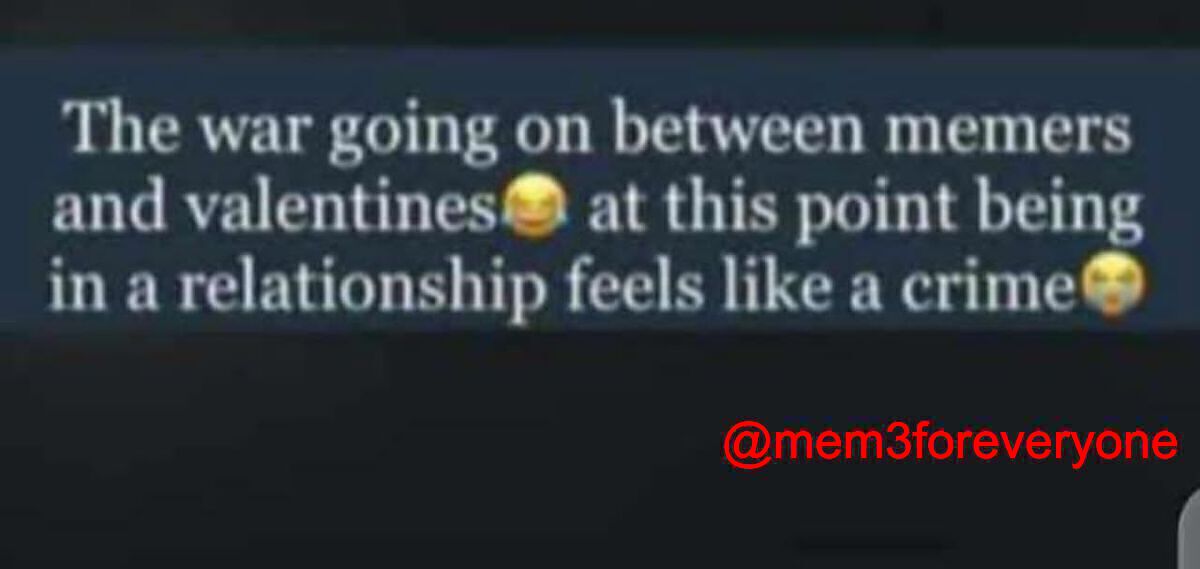 The war going on between memers
and valentines😂 at this point being
in a relationship feels like a crime😭
@mem3foreveryone